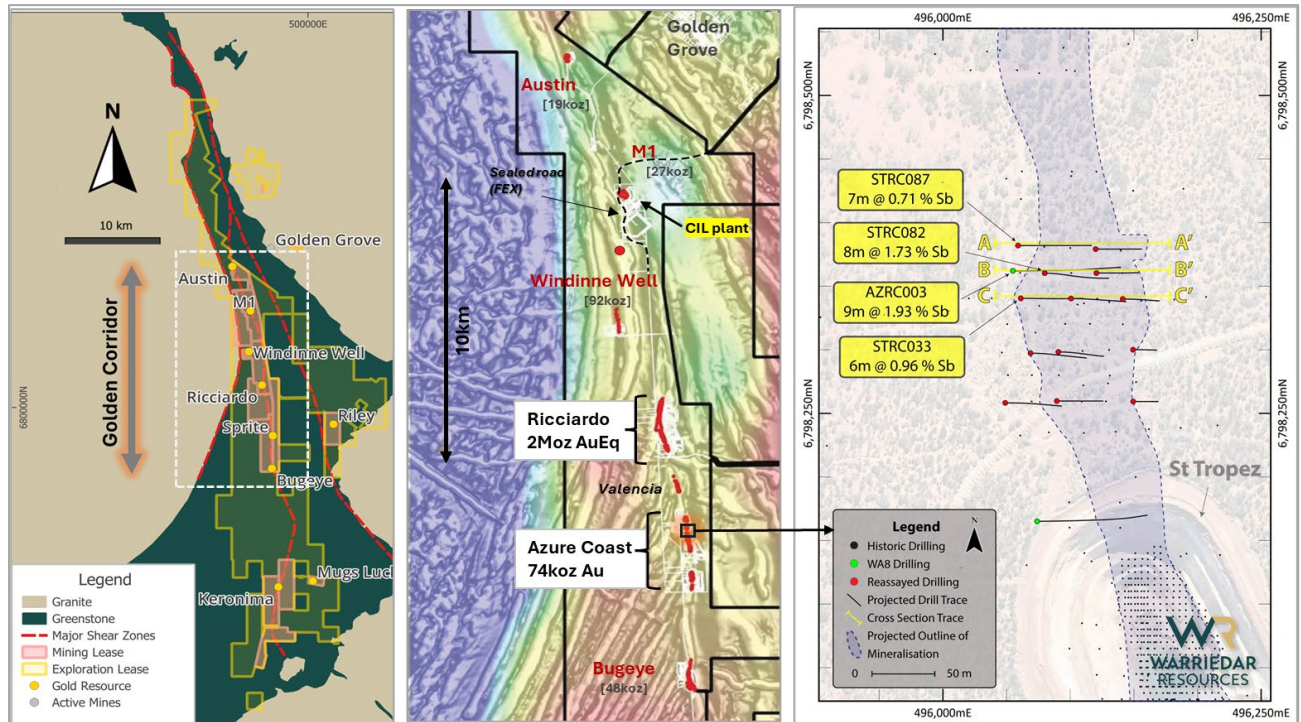 500000E
N
10 km
Golden Grove
Austin
M1
Windinne Well
Golden Corridor
Ricciardo
Sprite
Riley
Bugeye
680000N
Mugs Luck
Keronima
Legend
Granite
Greenstone
Major Shear Zones
Mining Lease
Exploration Lease
Gold Resource
Active Mines
Golden
Grove
Austin
[19koz]
M1
[27koz]
Sealed road
(FEX)
CIL plant
Windinne Well
[92koz]
10km
Ricciardo
2Moz AuEq
Valencia
Azure Coast
74koz Au
Bugeye
[48koz]
496,000mE
496,250mE
6,798,500mN
6,798,500mN
STRC087
7m @ 0.71 % Sb
STRC082
8m @ 1.73 % Sb
AZRC003
9m @ 1.93 % Sb
STRC033
6m @ 0.96 % Sb
A
A'
B
B'
C
C'
6,798,250mN
6,798,250mN
St Tropez
Legend
N
Historic Drilling
WA8 Drilling
Reassayed Drilling
Projected Drill Trace
Cross Section Trace
Projected Outline of
Mineralisation
0
50 m
WR
WARRIEDAR
RESOURCES
496,000mE
496,250mE